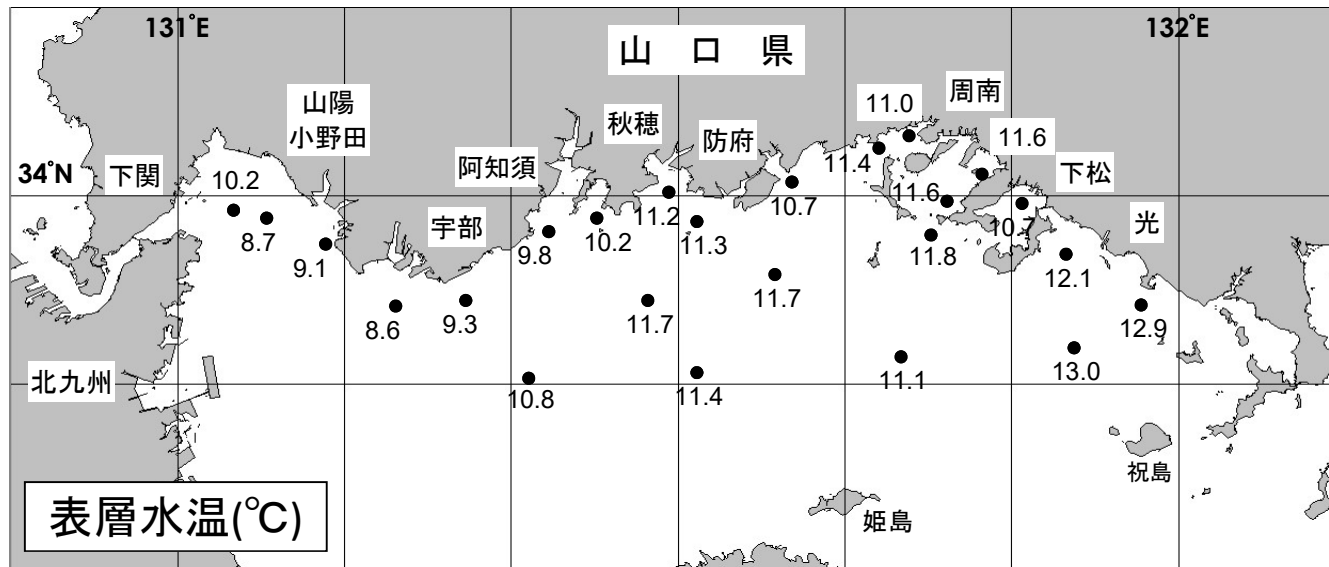 131°E
132°E
山 口 県
山陽
小野田
秋穂
11.0
周南
防府
11.4
11.6
34°N
下関
阿知須
下松
10.2
11.2
10.7
11.6
8.7
宇部
9.8
10.2
11.3
10.7
光
9.1
11.8
12.1
8.6
9.3
11.7
11.7
12.9
北九州
10.8
11.4
11.1
13.0
祝島
表層水温(℃)
姫島